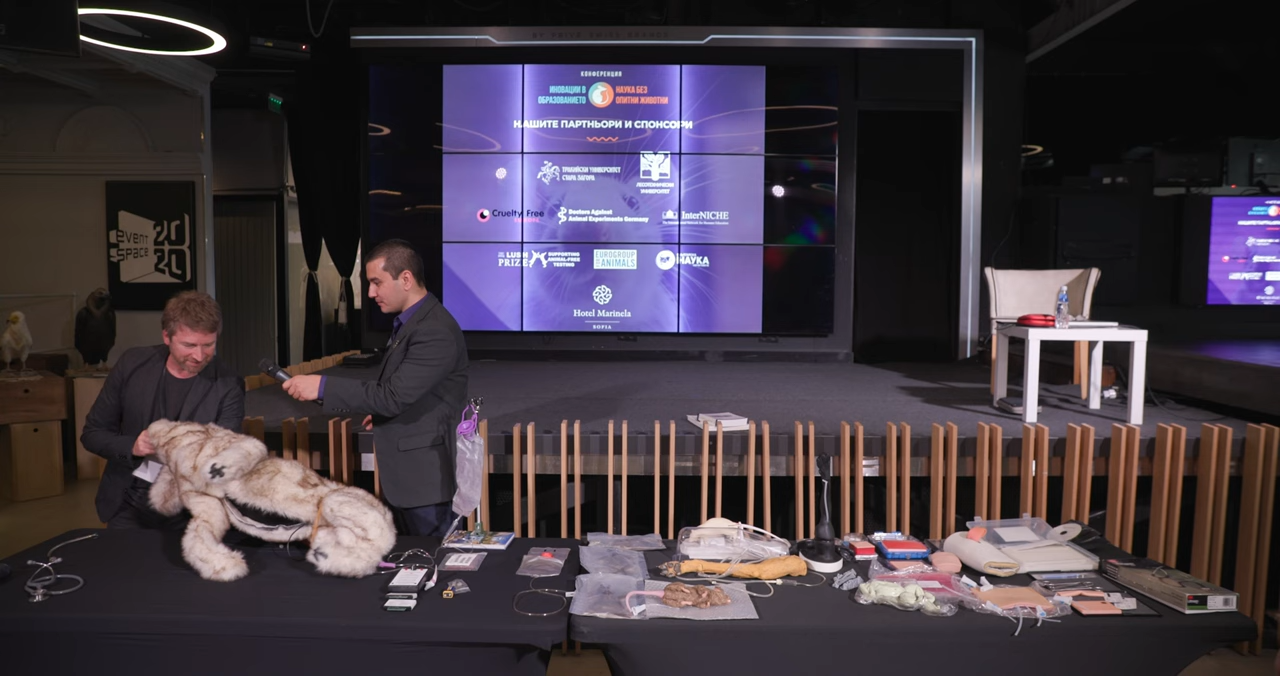 КОНФЕРЕНЦИЯ
ИНОВАЦИИ В ОБРАЗОВАНИЕТО
НАУКА БЕЗ ОПИТНИ ЖИВОТНИ
НАШИТЕ ПАРТНЬОРИ И СПОНСОРИ
ТРАКИЙСКИ УНИВЕРСИТЕТ
СТАРА ЗАГОРА
ЛЕСОТЕХНИЧЕСКИ
УНИВЕРСИТЕТ
Cruelty Free
Doctors Against
Animal Experiments Germany
InterNICHE
LUSH
PRIZE
SUPPORTING
ANIMAL-FREE
TESTING
EUROGROUP
FOR ANIMALS
НАУКА
Hotel Marinela
SOFIA
EVENT
SPACE
2020